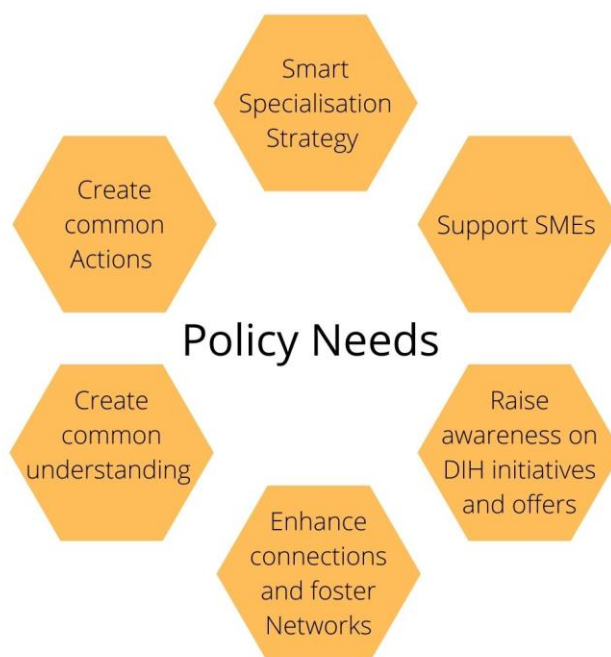 Smart
Specialisation
Strategy
Create
common
Actions
Support SMEs
Policy Needs
Create
common
understanding
Raise
awareness on
DIH initiatives
and offers
Enhance
connections
and foster
Networks